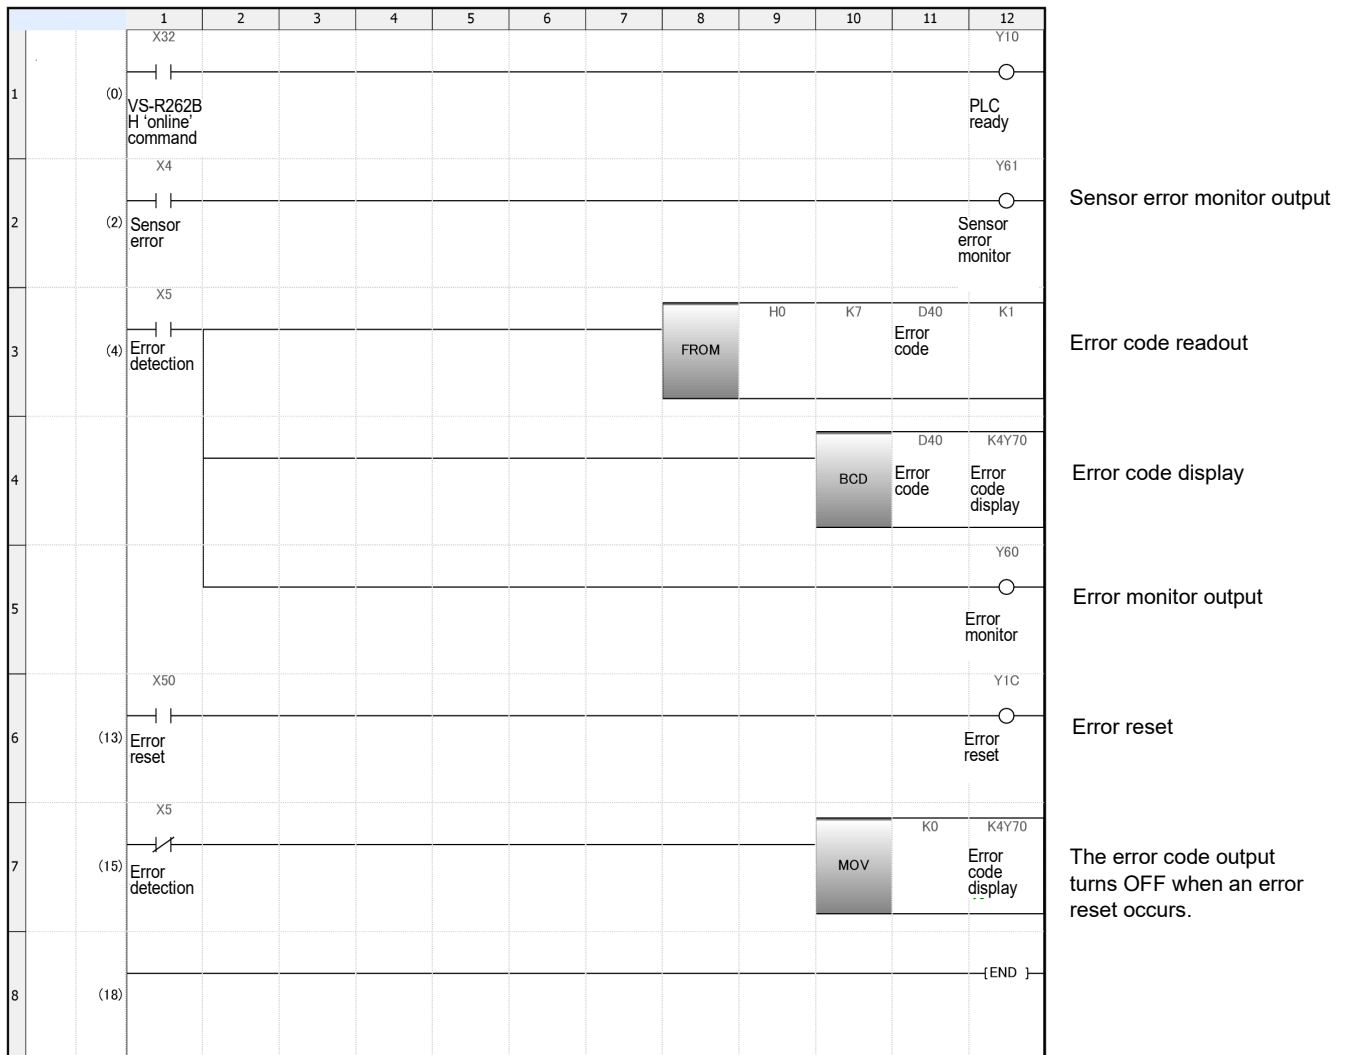 1 2 3 4 5 6 7 8 9 10 11 12
X32 Y10
1 (0)
VS-R262B
H ‘online’
command
PLC
ready
X4 Y61
Sensor error monitor output
2 (2)
Sensor
error
Sensor
error
monitor
X5
H0 K7 D40 K1
3 (4)
Error
detection
FROM
Error
code
Error code readout
D40 K4Y70
4
BCD
Error
code
Error
code
display
Error code display
Y60
5
Error
monitor
Error monitor output
X50 Y1C
6 (13)
Error
reset
Error
reset
Error reset
X5
K0 K4Y70
7 (15)
Error
detection
MOV
Error
code
display
The error code output
turns OFF when an error
reset occurs.
[END ]
8 (18)